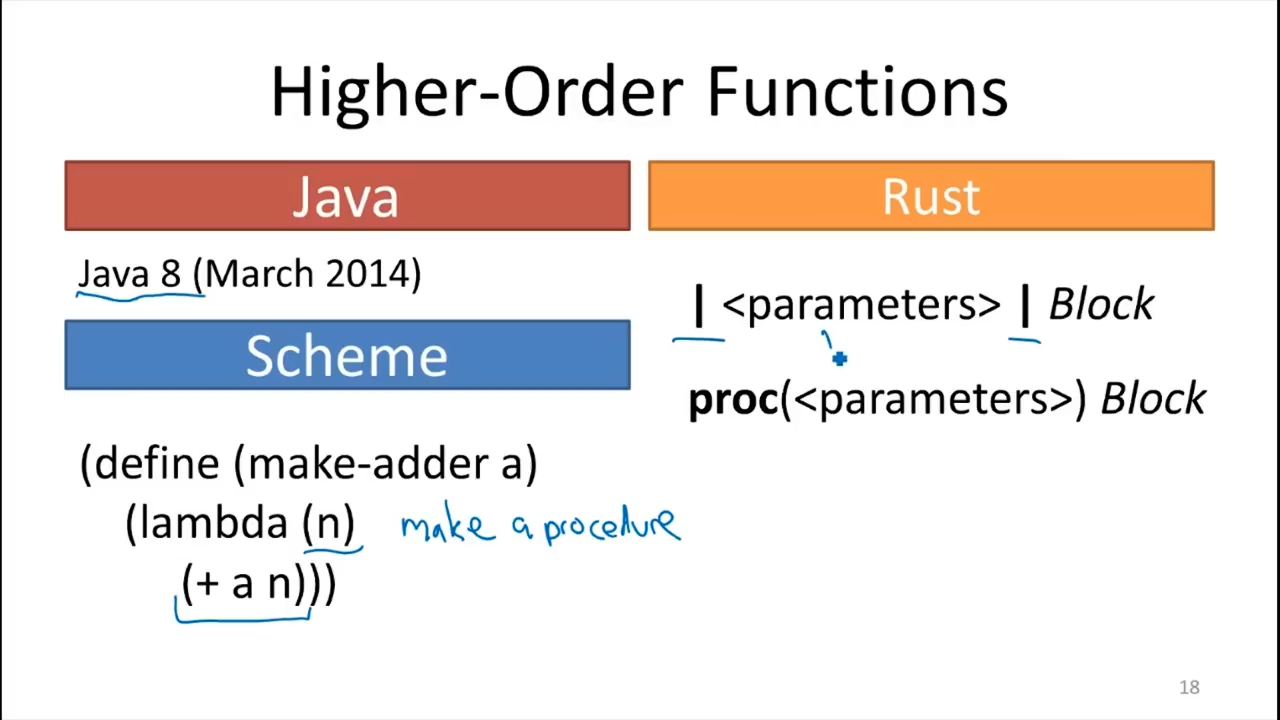 Higher-Order Functions
Java
Java 8 (March 2014)
Scheme
(define (make-adder a)
(lambda (n) make a procedure
(+ a n)))
Rust
| <parameters> | Block
proc(<parameters>) Block
18